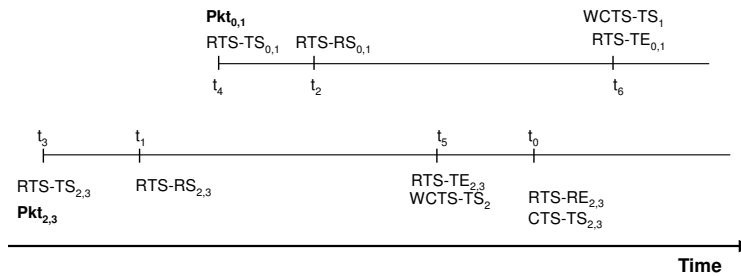 Pkt0,1 WCTS-TS1
RTS-TS0,1 RTS-RS0,1 RTS-TE0,1
t4 t2 t6
t3 t1 t5 t0
RTS-TS2,3 RTS-RS2,3 RTS-TE2,3
WCTS-TS2 RTS-RE2,3
Pkt2,3 CTS-TS2,3
Time